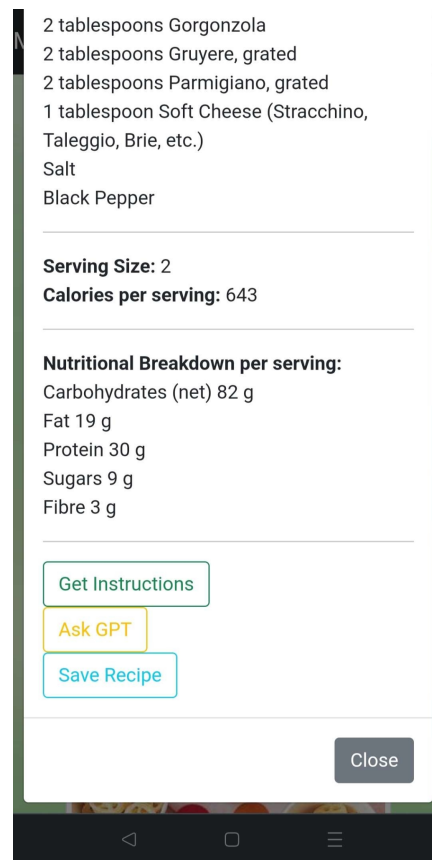 2 tablespoons Gorgonzola
2 tablespoons Gruyere, grated
2 tablespoons Parmigiano, grated
1 tablespoon Soft Cheese (Stracchino,
Taleggio, Brie, etc.)
Salt
Black Pepper
Serving Size: 2
Calories per serving: 643
Nutritional Breakdown per serving:
Carbohydrates (net) 82 g
Fat 19 g
Protein 30 g
Sugars 9 g
Fibre 3 g
Get Instructions
Ask GPT
Save Recipe
Close